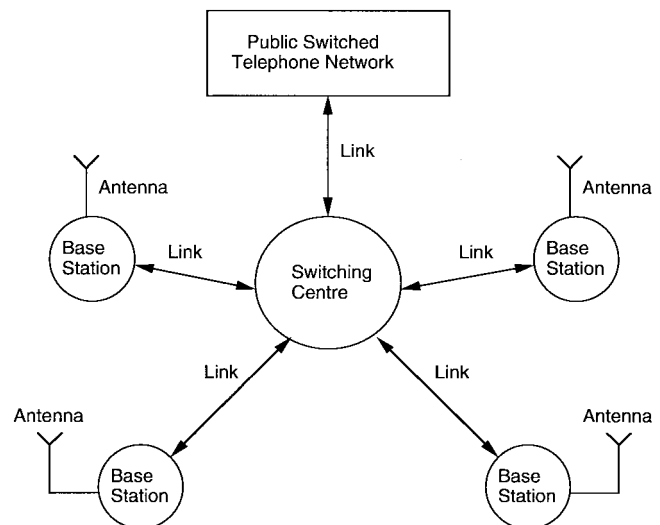 Public Switched
Telephone Network
Link
Antenna
Antenna
Base
Station
Link
Switching
Centre
Link
Base
Station
Link
Link
Antenna
Antenna
Base
Station
Base
Station